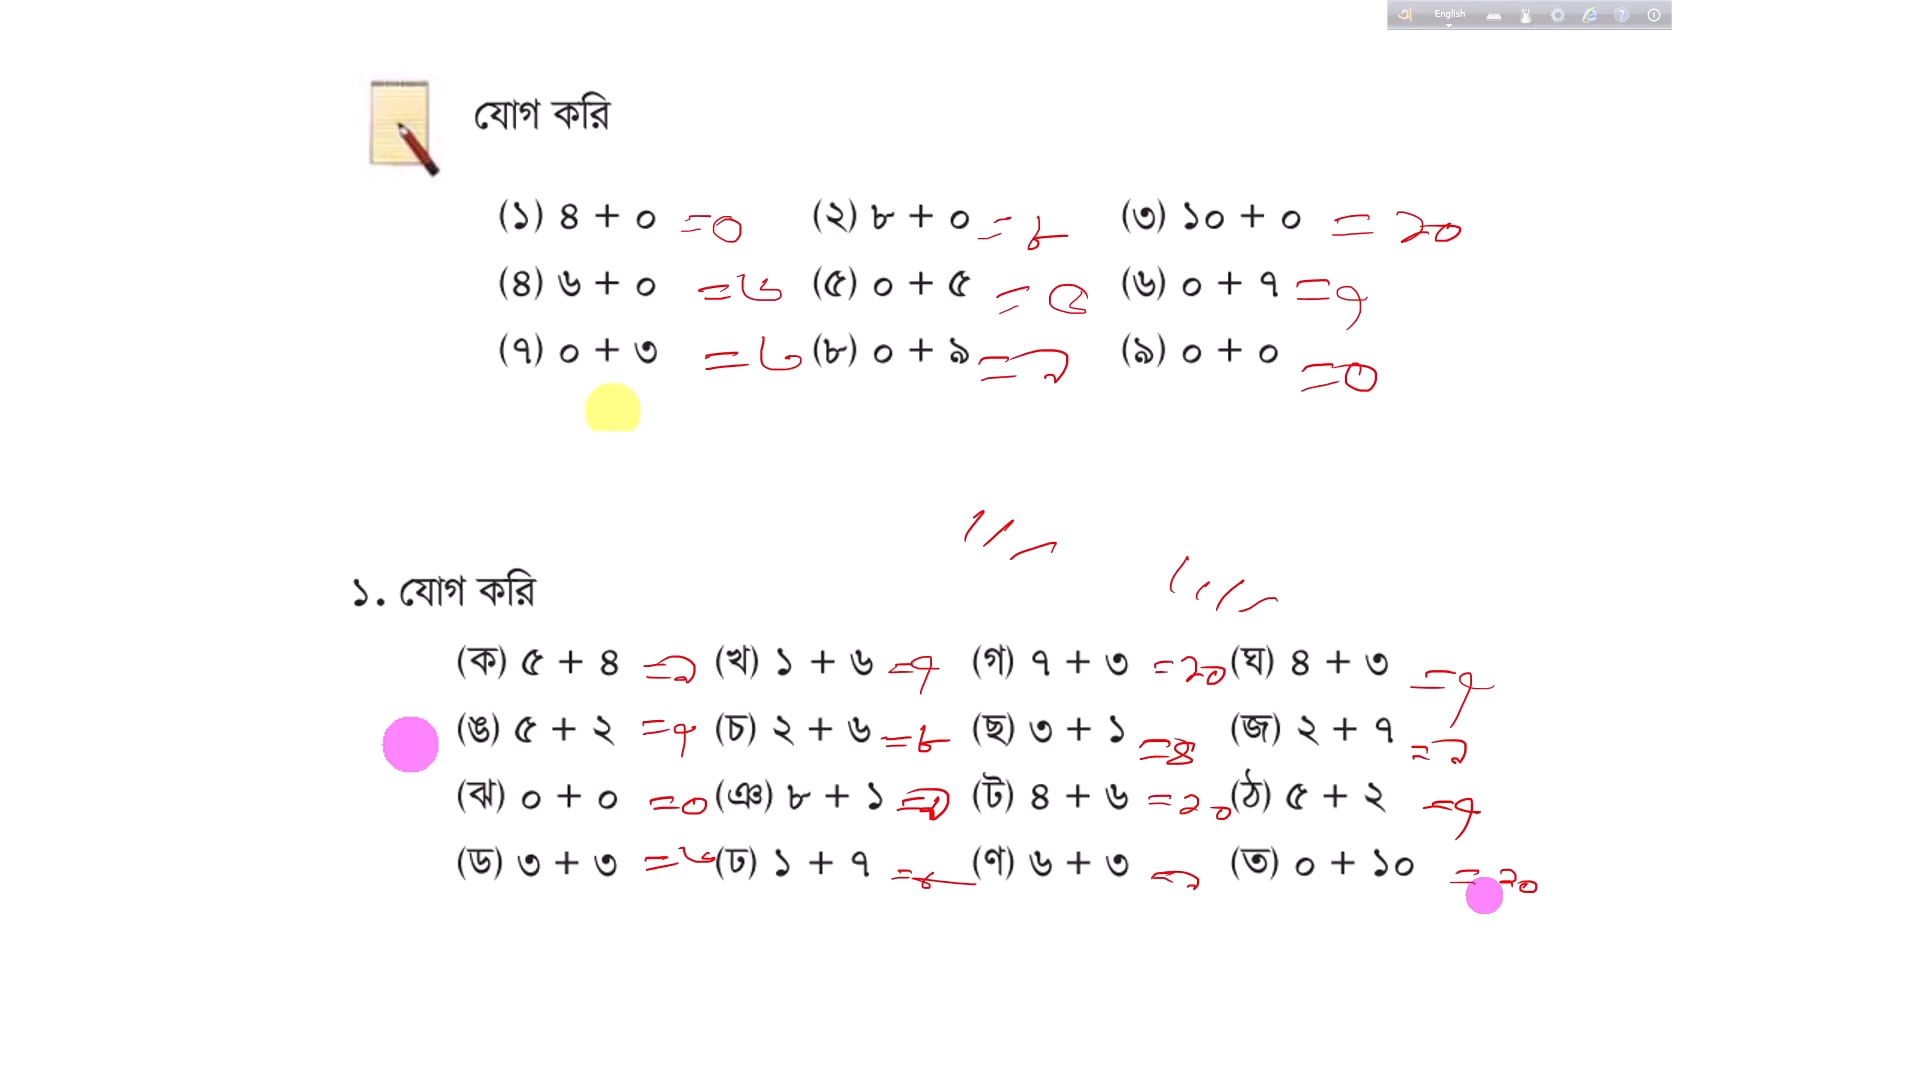 English
যোগ করি
(১) ৪ + ০ =০ (২) ৮ + ০ =৮ (৩) ১০ + ০ = ১০
(৪) ৬ + ০ =৬ (৫) ০ + ৫ = ৫ (৬) ০ + ৭ =৭
(৭) ০ + ৩ =৩ (৮) ০ + ৯ =৯ (৯) ০ + ০ =০
১. যোগ করি
(ক) ৫ + ৪ =৯ (খ) ১ + ৬ =৭ (গ) ৭ + ৩ =১০ (ঘ) ৪ + ৩ =৭
(ঙ) ৫ + ২ =৭ (চ) ২ + ৬ =৮ (ছ) ৩ + ১ =৪ (জ) ২ + ৭ =৯
(ঝ) ০ + ০ =০ (ঞ) ৮ + ১ =৯ (ট) ৪ + ৬ =১০ (ঠ) ৫ + ২ =৭
(ড) ৩ + ৩ =৬ (ঢ) ১ + ৭ =৮ (ণ) ৬ + ৩ =৯ (ত) ০ + ১০ =১০